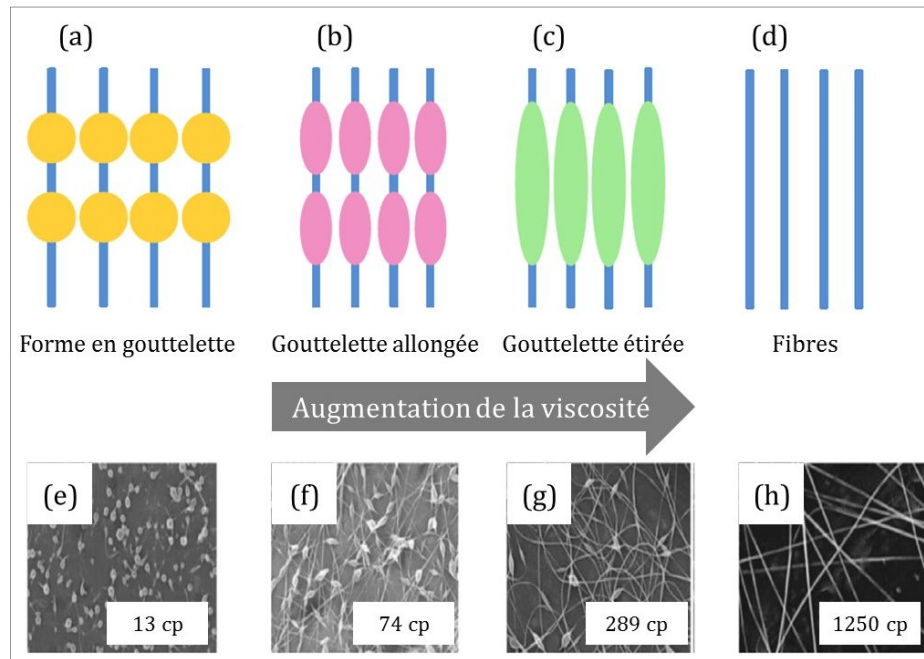 (a) (b) (c) (d)
Forme en gouttelette Gouttelette allongée Gouttelette étirée Fibres
Augmentation de la viscosité
(e) (f) (g) (h)
13 cp 74 cp 289 cp 1250 cp